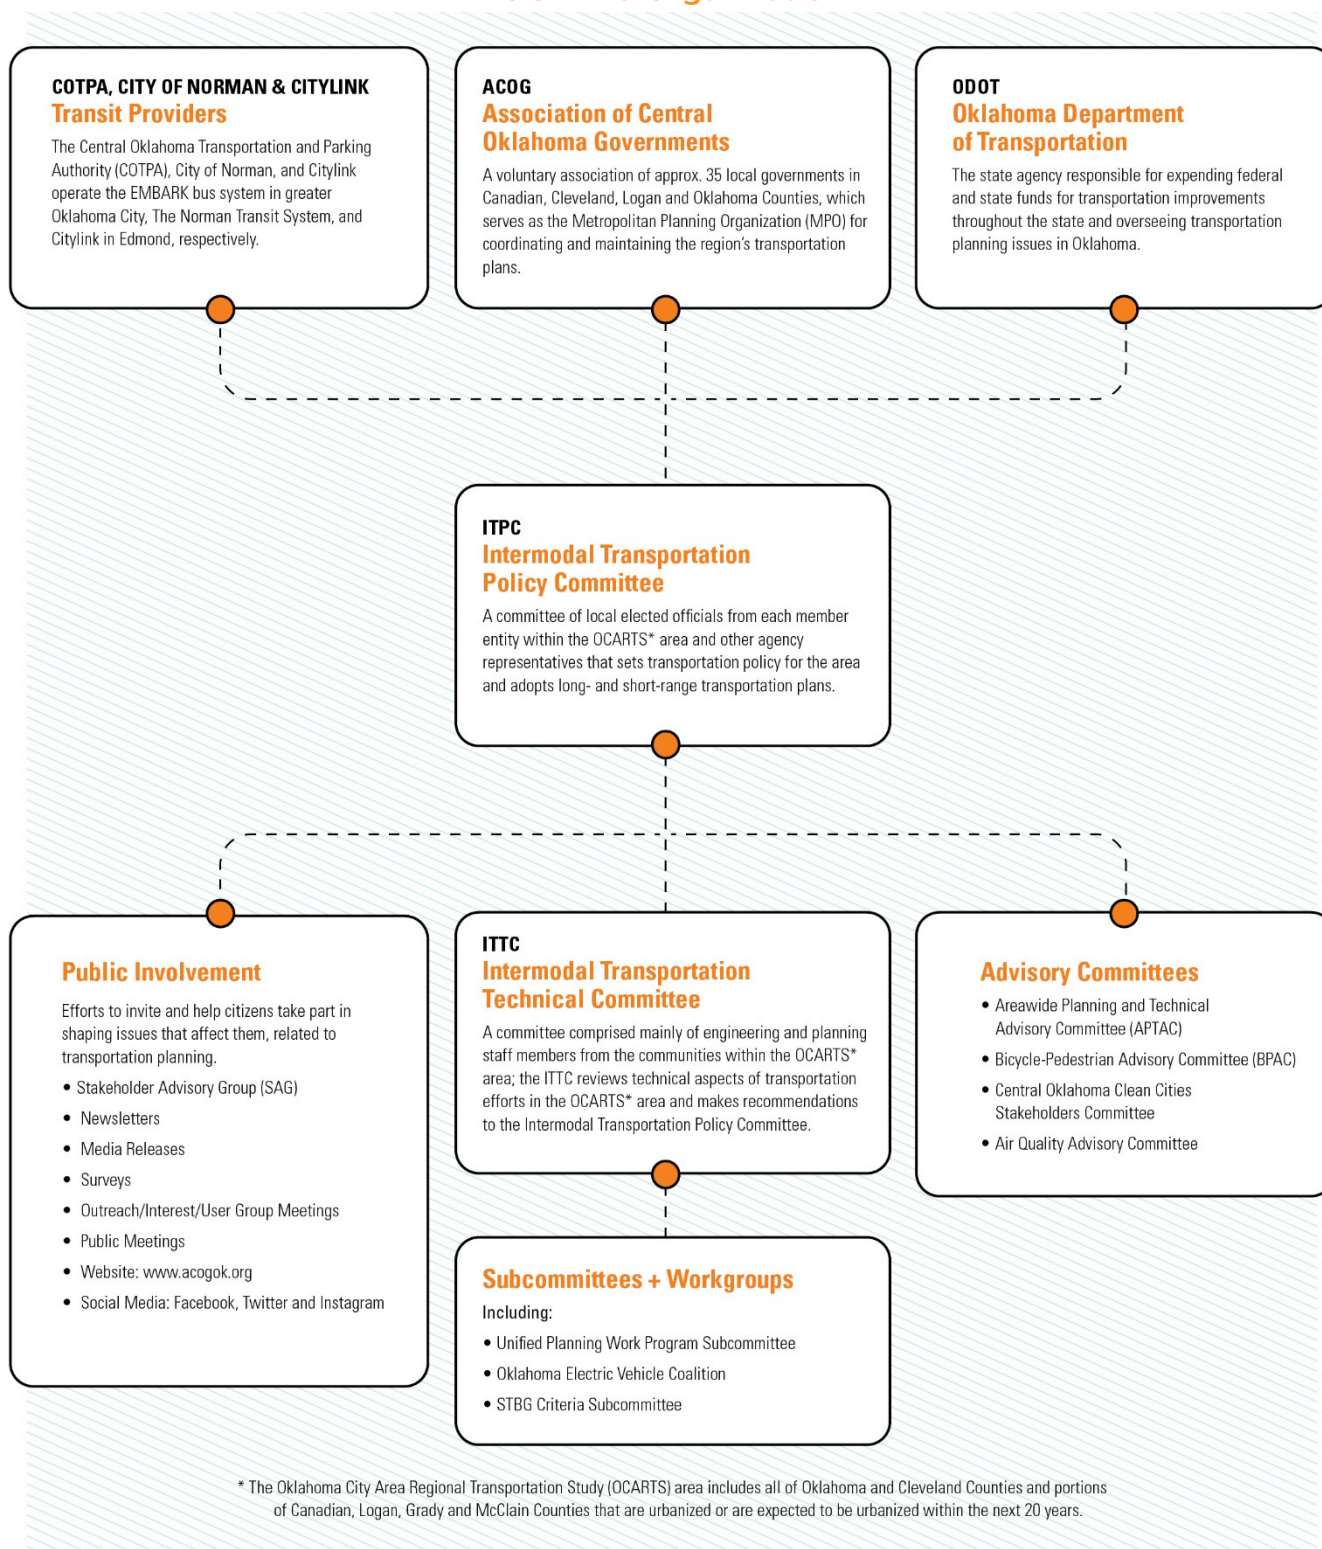 COTPA, CITY OF NORMAN & CITYLINK
Transit Providers
The Central Oklahoma Transportation and Parking
Authority (COTPA), City of Norman, and Citylink
operate the EMBARK bus system in greater
Oklahoma City, The Norman Transit System, and
Citylink in Edmond, respectively.
ACOG
Association of Central
Oklahoma Governments
A voluntary association of approx. 35 local governments in
Canadian, Cleveland, Logan and Oklahoma Counties, which
serves as the Metropolitan Planning Organization (MPO) for
coordinating and maintaining the region's transportation
plans.
ODOT
Oklahoma Department
of Transportation
The state agency responsible for expending federal
and state funds for transportation improvements
throughout the state and overseeing transportation
planning issues in Oklahoma.
ITPC
Intermodal Transportation
Policy Committee
A committee of local elected officials from each member
entity within the OCARTS* area and other agency
representatives that sets transportation policy for the area
and adopts long- and short-range transportation plans.
Public Involvement
Efforts to invite and help citizens take part in
shaping issues that affect them, related to
transportation planning.
• Stakeholder Advisory Group (SAG)
• Newsletters
• Media Releases
• Surveys
• Outreach/Interest/User Group Meetings
• Public Meetings
• Website: www.acogok.org
• Social Media: Facebook, Twitter and Instagram
ITTC
Intermodal Transportation
Technical Committee
A committee comprised mainly of engineering and planning
staff members from the communities within the OCARTS*
area; the ITTC reviews technical aspects of transportation
efforts in the OCARTS* area and makes recommendations
to the Intermodal Transportation Policy Committee.
Advisory Committees
• Areawide Planning and Technical
Advisory Committee (APTAC)
• Bicycle-Pedestrian Advisory Committee (BPAC)
• Central Oklahoma Clean Cities
Stakeholders Committee
• Air Quality Advisory Committee
Subcommittees + Workgroups
Including:
• Unified Planning Work Program Subcommittee
• Oklahoma Electric Vehicle Coalition
• STBG Criteria Subcommittee
* The Oklahoma City Area Regional Transportation Study (OCARTS) area includes all of Oklahoma and Cleveland Counties and portions
of Canadian, Logan, Grady and McClain Counties that are urbanized or are expected to be urbanized within the next 20 years.